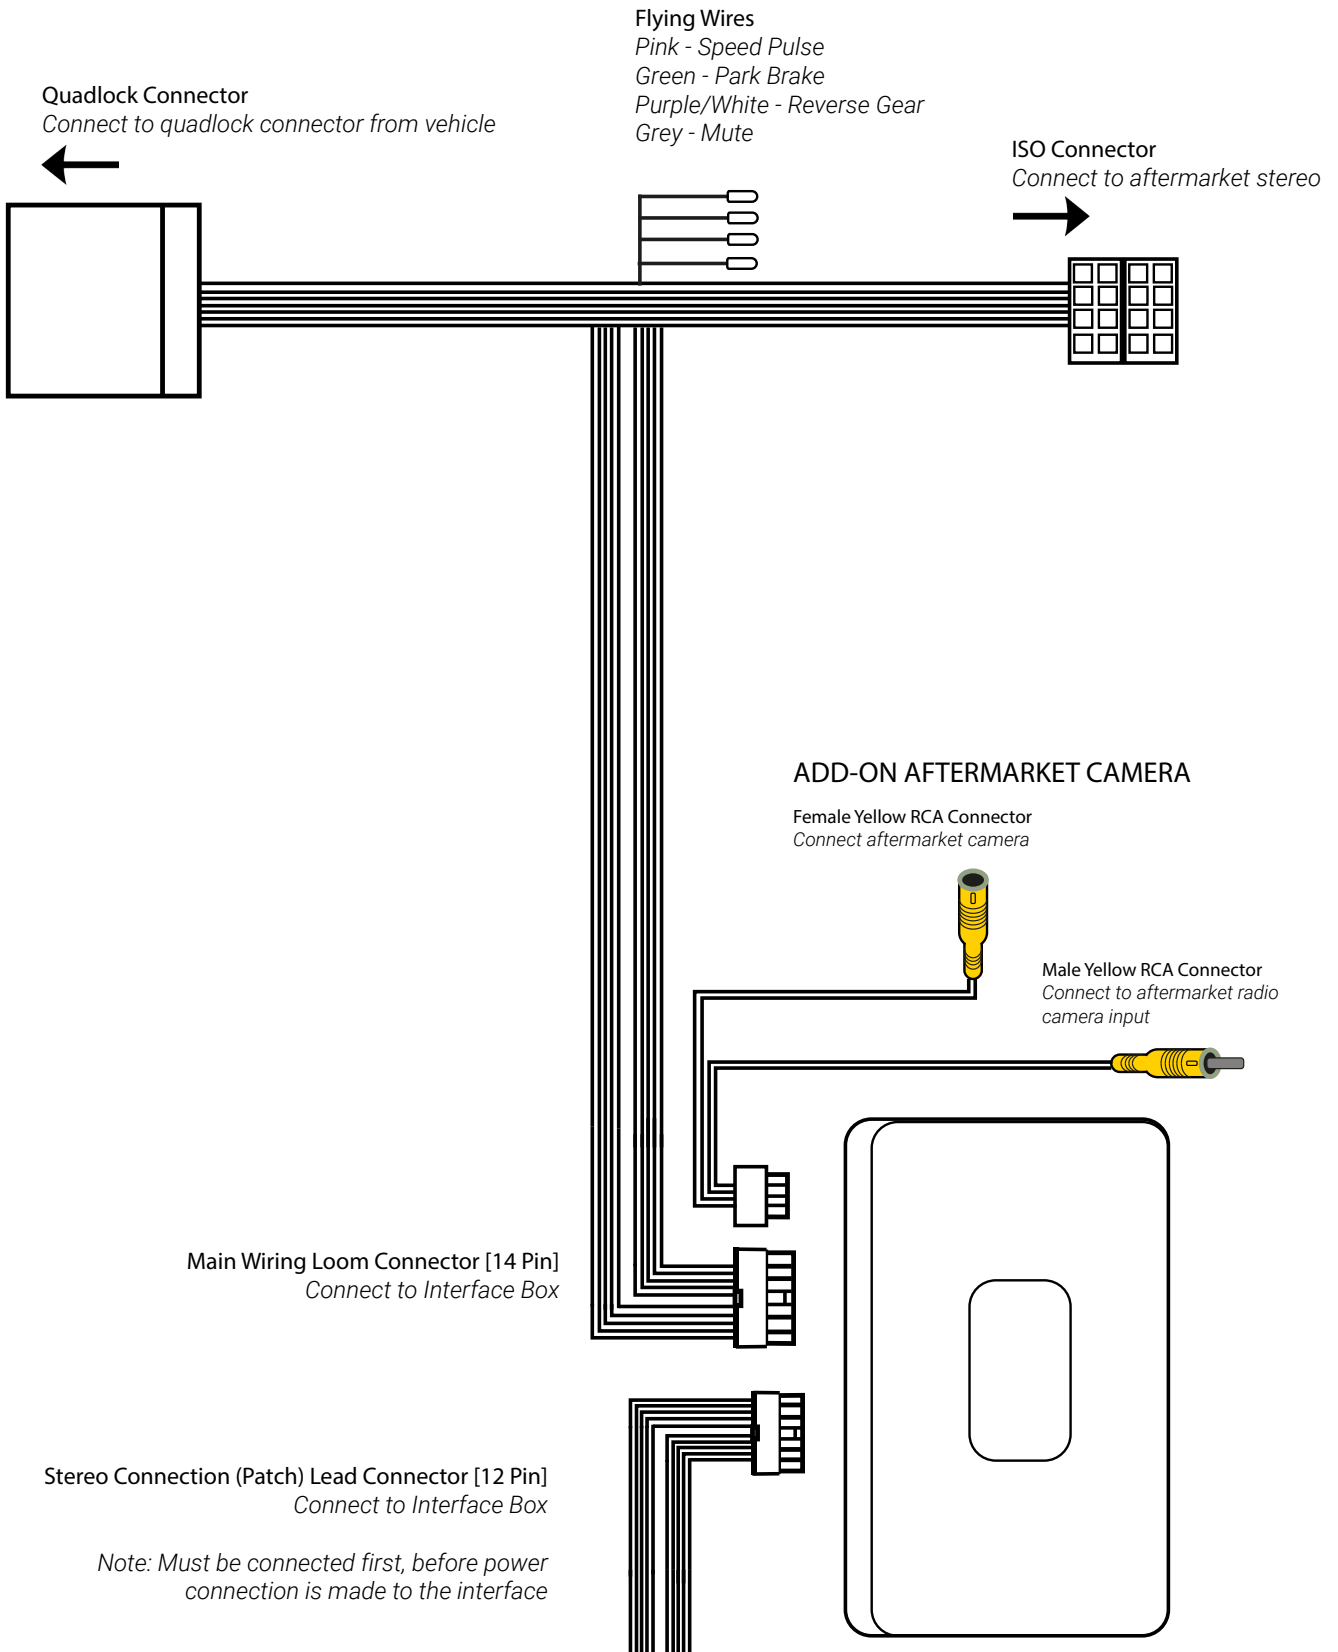 Flying Wires
Pink - Speed Pulse
Green - Park Brake
Purple/White - Reverse Gear
Grey - Mute
Quadlock Connector
Connect to quadlock connector from vehicle
ISO Connector
Connect to aftermarket stereo
ADD-ON AFTERMARKET CAMERA
Female Yellow RCA Connector
Connect aftermarket camera
Male Yellow RCA Connector
Connect to aftermarket radio
camera input
Main Wiring Loom Connector [14 Pin]
Connect to Interface Box
Stereo Connection (Patch) Lead Connector [12 Pin]
Connect to Interface Box
Note: Must be connected first, before power
connection is made to the interface